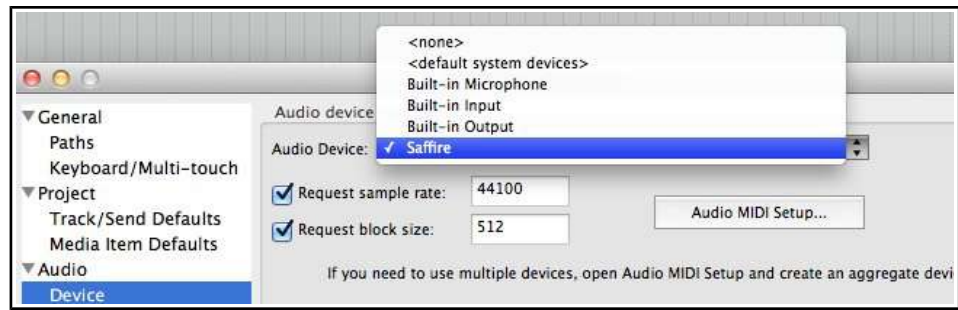 <none>
<default system devices>
Built-in Microphone
Built-in Input
Built-in Output
Saffire
General
Paths
Keyboard/Multi-touch
Project
Track/Send Defaults
Media Item Defaults
Audio
Device
Audio device
Audio Device:
Request sample rate: 44100
Request block size: 512
Audio MIDI Setup...
If you need to use multiple devices, open Audio MIDI Setup and create an aggregate devi